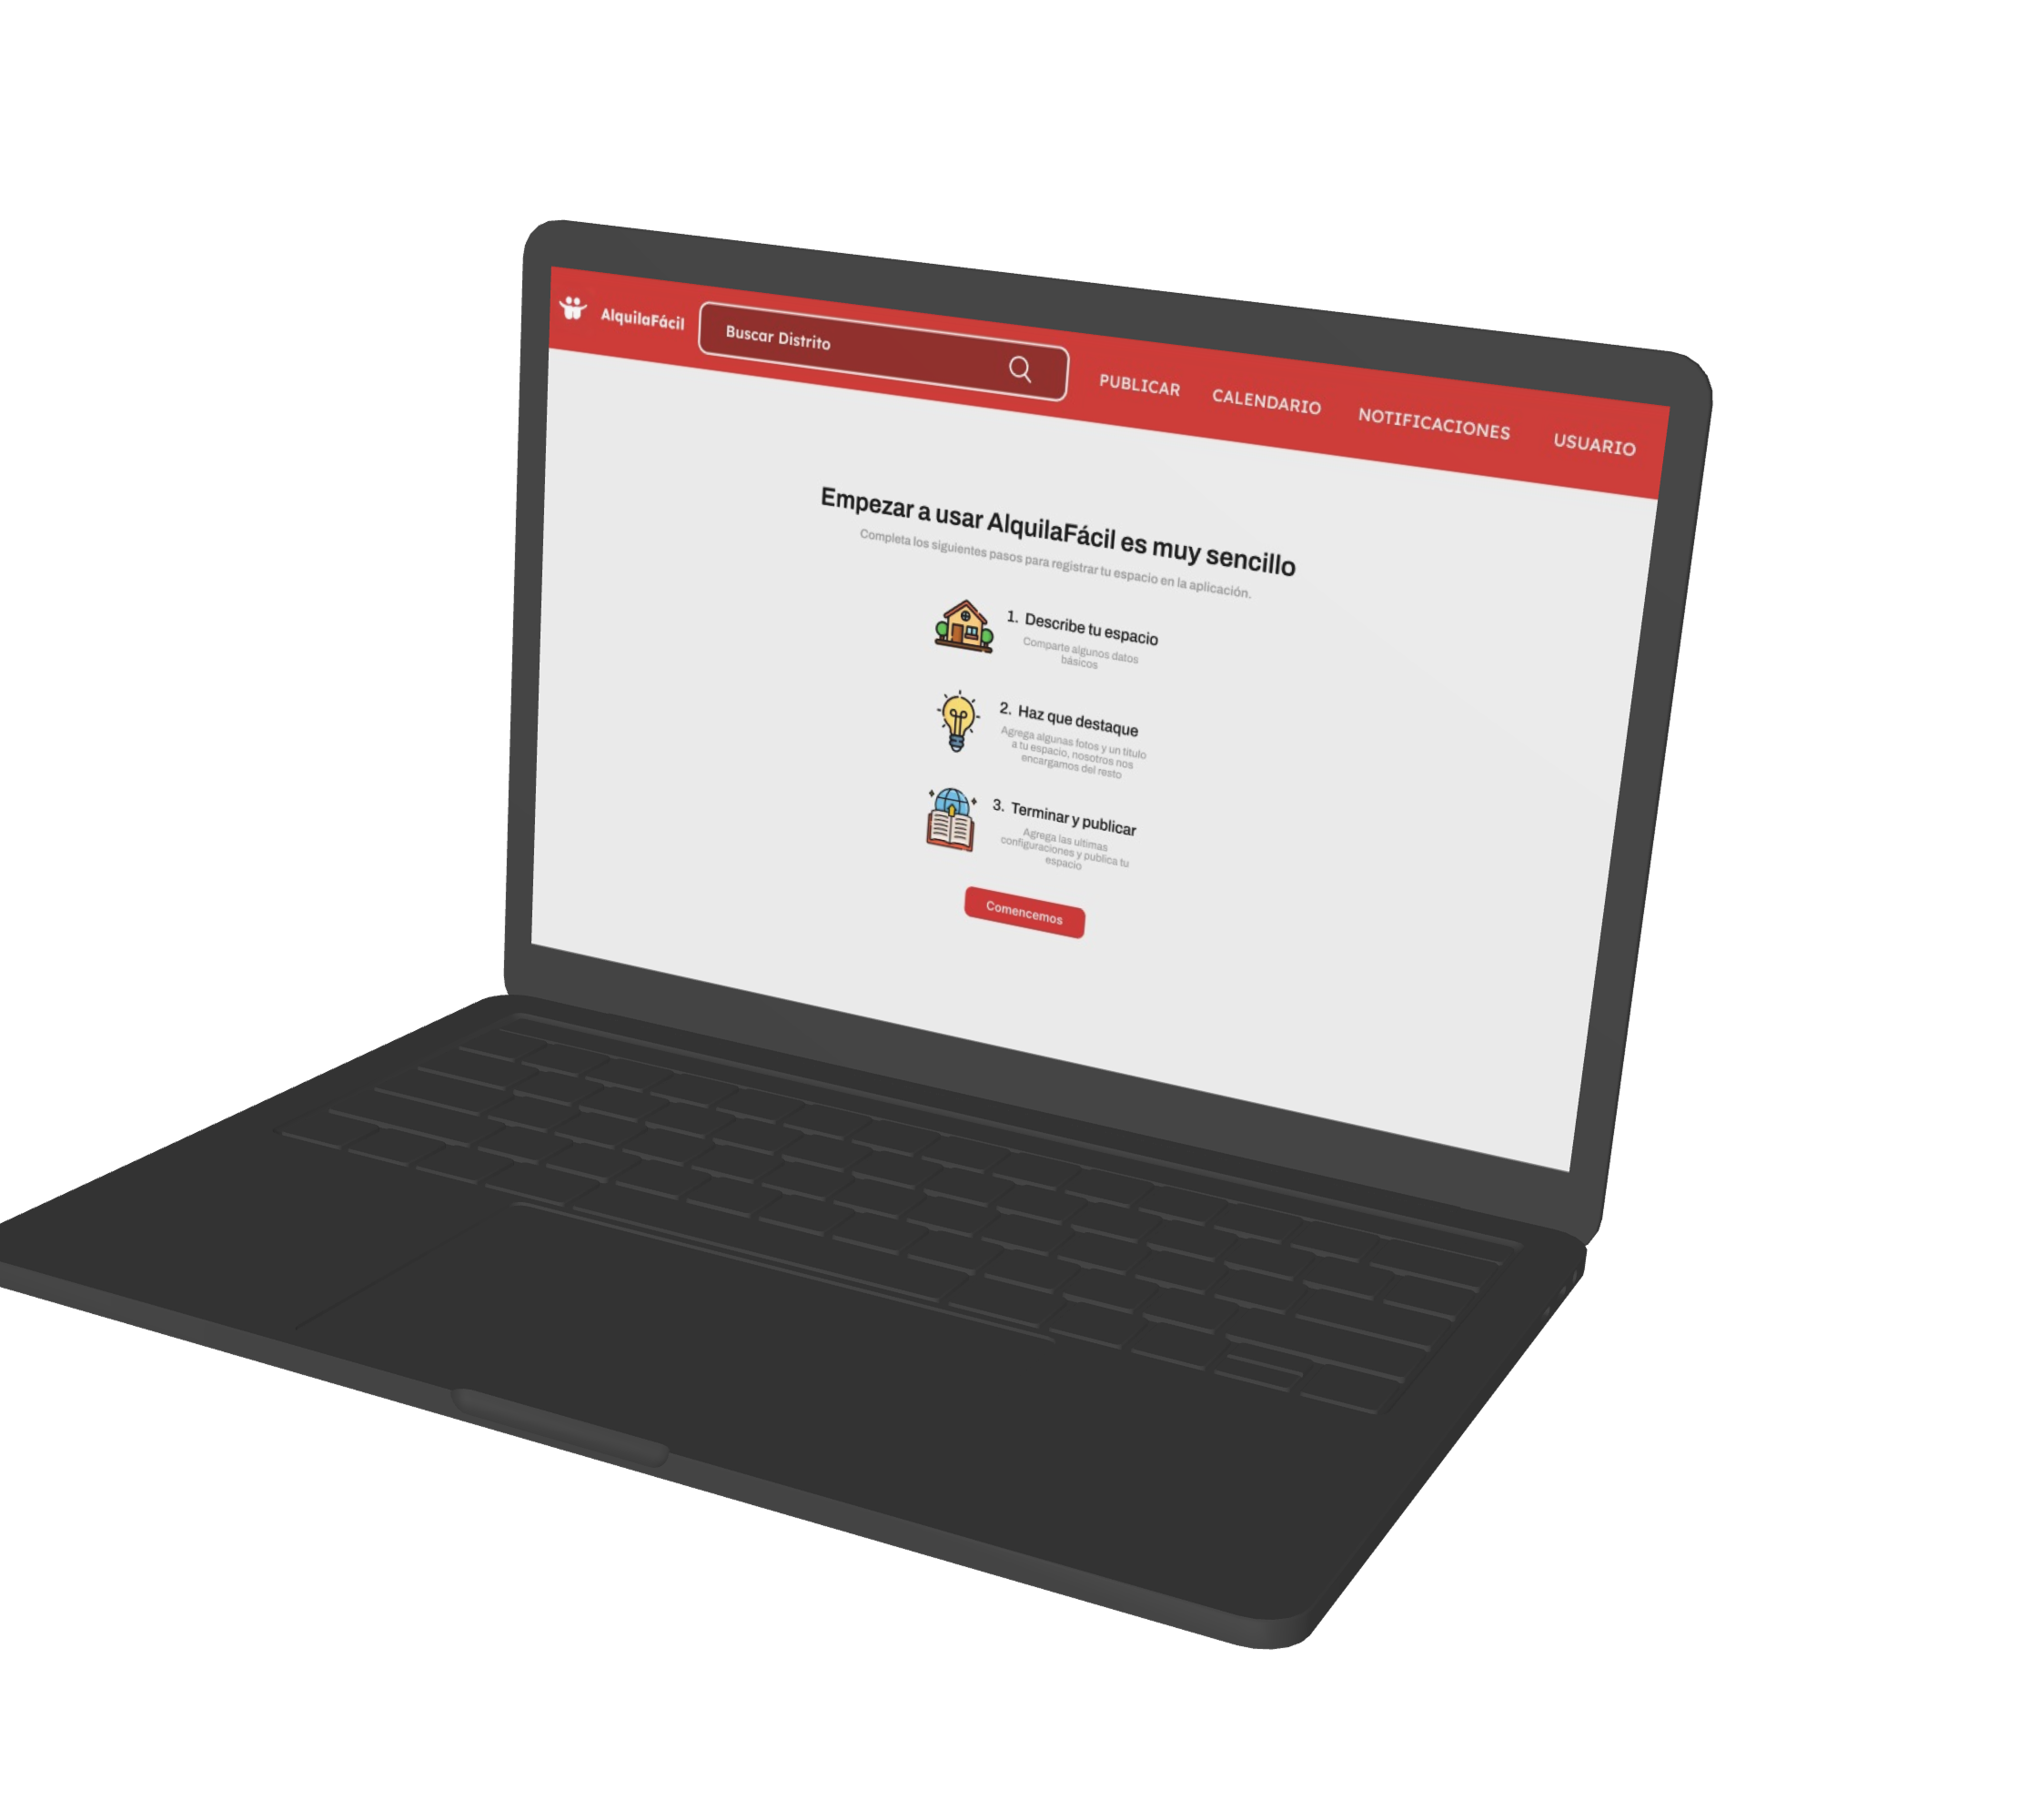 AlquilaFácil
Buscar Distrito
PUBLICAR
CALENDARIO
NOTIFICACIONES
USUARIO
Empezar a usar AlquilaFácil es muy sencillo
Completa los siguientes pasos para registrar tu espacio en la aplicación.
1. Describe tu espacio
Comparte algunos datos
básicos
2. Haz que destaque
Agrega algunas fotos y un título
a tu espacio, nosotros nos
encargamos del resto
3. Terminar y publicar
Agrega las ultimas
configuraciones y publica tu
espacio
Comencemos